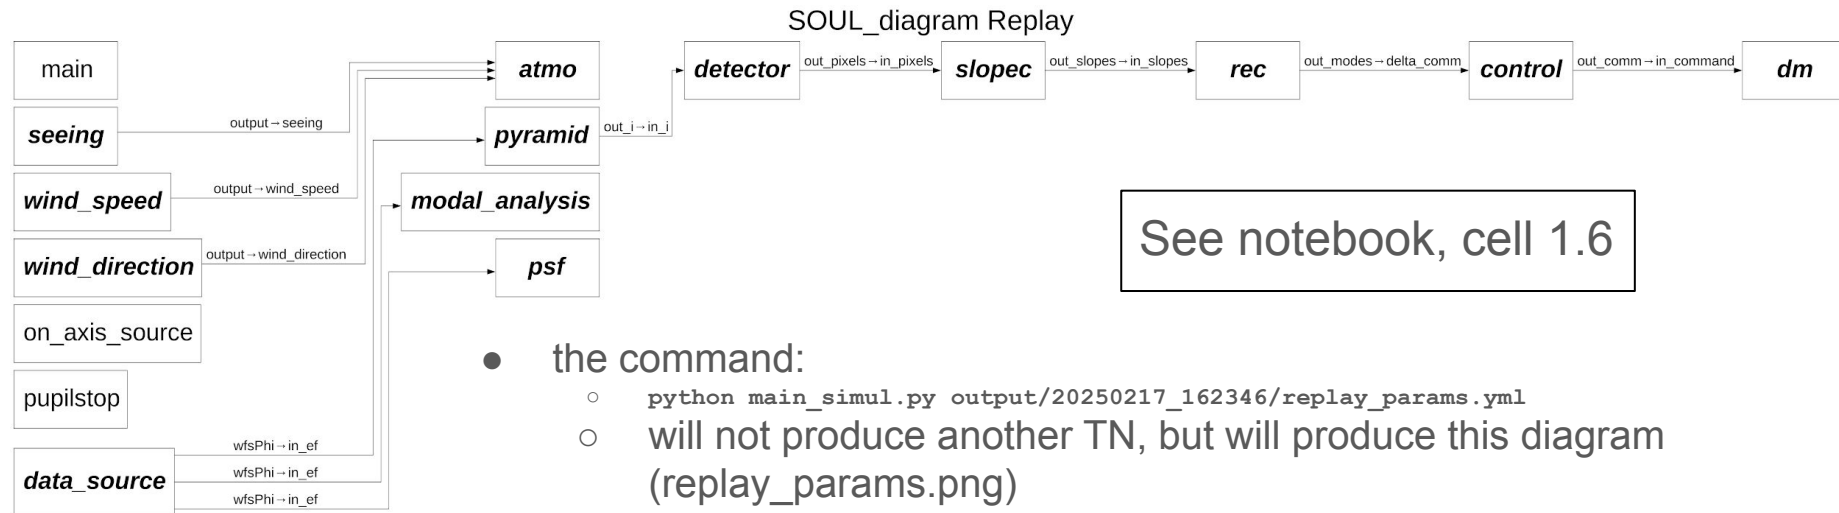 SOUL_diagram Replay
main
atmo
detector
out_pixels→in_pixels
slopec
out_slopes→in_slopes
rec
out_modes→delta_comm
control
out_comm→in_command
dm
seeing
output→seeing
pyramid
out_i→in_i
wind_speed
output→wind_speed
modal_analysis
wind_direction
output→wind_direction
psf
See notebook, cell 1.6
on_axis_source
pupilstop
data_source
wfsPhi→in_ef
wfsPhi→in_ef
wfsPhi→in_ef
● the command:
○ python main_simul.py output/20250217_162346/replay_params.yml
○ will not produce another TN, but will produce this diagram
(replay_params.png)